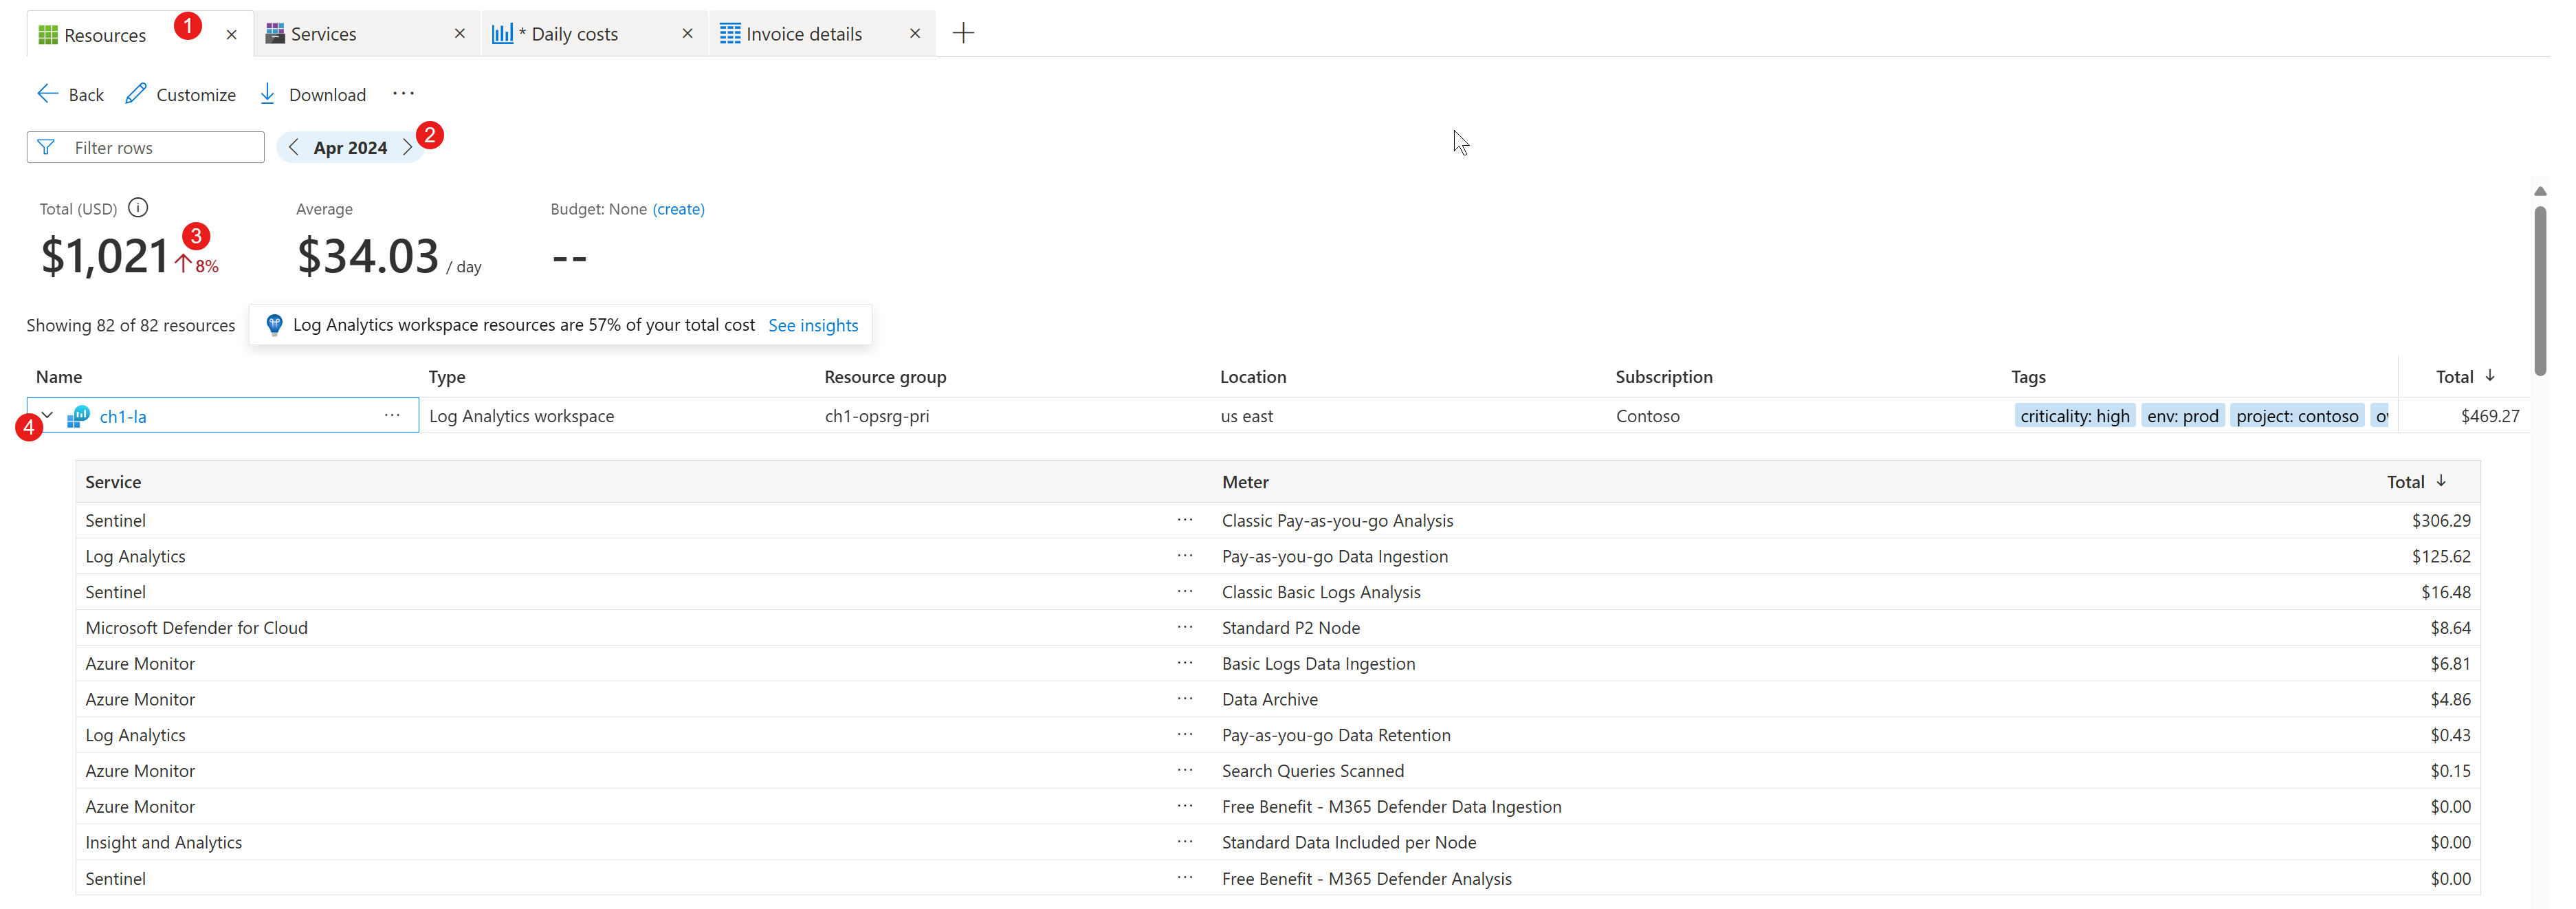 Resources 1 Services * Daily costs Invoice details
Back Customize Download ...
Filter rows Apr 2024 2
Total (USD) Average Budget: None (create)
$1,021 3 8% $34.03 / day --
Showing 82 of 82 resources Log Analytics workspace resources are 57% of your total cost See insights
Name Type Resource group Location Subscription Tags Total ↓
4 ch1-la ... Log Analytics workspace ch1-opsrg-pri us east Contoso criticality: high env: prod project: contoso $469.27
Service Meter Total ↓
Sentinel ... Classic Pay-as-you-go Analysis $306.29
Log Analytics ... Pay-as-you-go Data Ingestion $125.62
Sentinel ... Classic Basic Logs Analysis $16.48
Microsoft Defender for Cloud ... Standard P2 Node $8.64
Azure Monitor ... Basic Logs Data Ingestion $6.81
Azure Monitor ... Data Archive $4.86
Log Analytics ... Pay-as-you-go Data Retention $0.43
Azure Monitor ... Search Queries Scanned $0.15
Azure Monitor ... Free Benefit - M365 Defender Data Ingestion $0.00
Insight and Analytics ... Standard Data Included per Node $0.00
Sentinel ... Free Benefit - M365 Defender Analysis $0.00